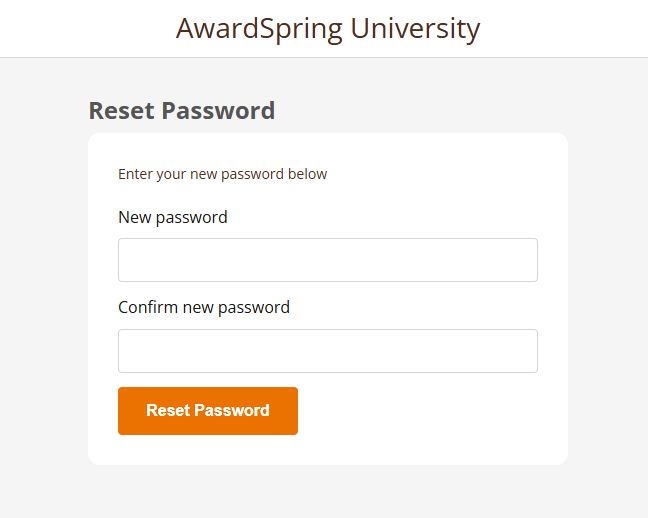 AwardSpring University
Reset Password
Enter your new password below
New password
Confirm new password
Reset Password